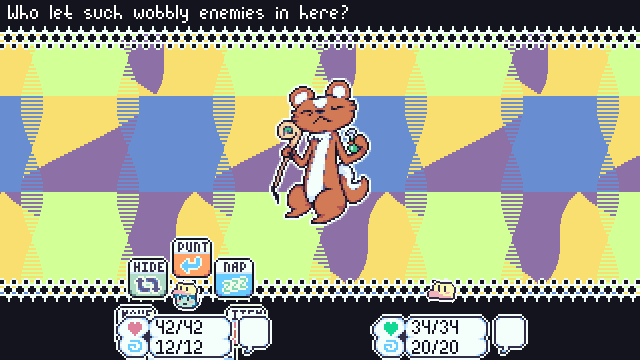 Who let such wobbly enemies in here?
PUNT
HIDE
NAP
42/42
34/34
12/12
20/20